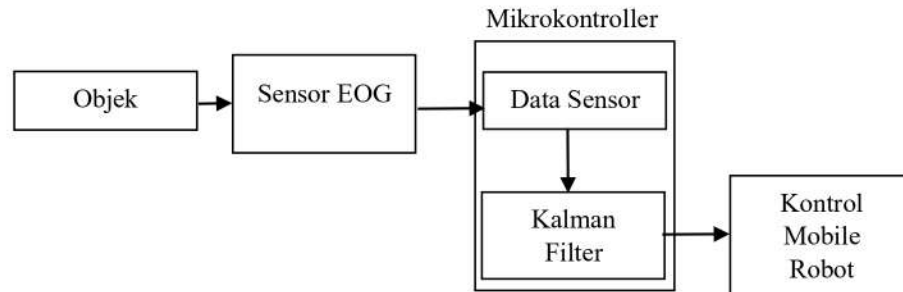 Mikrokontroller
Objek
Sensor EOG
Data Sensor
Kalman
Filter
Kontrol
Mobile
Robot